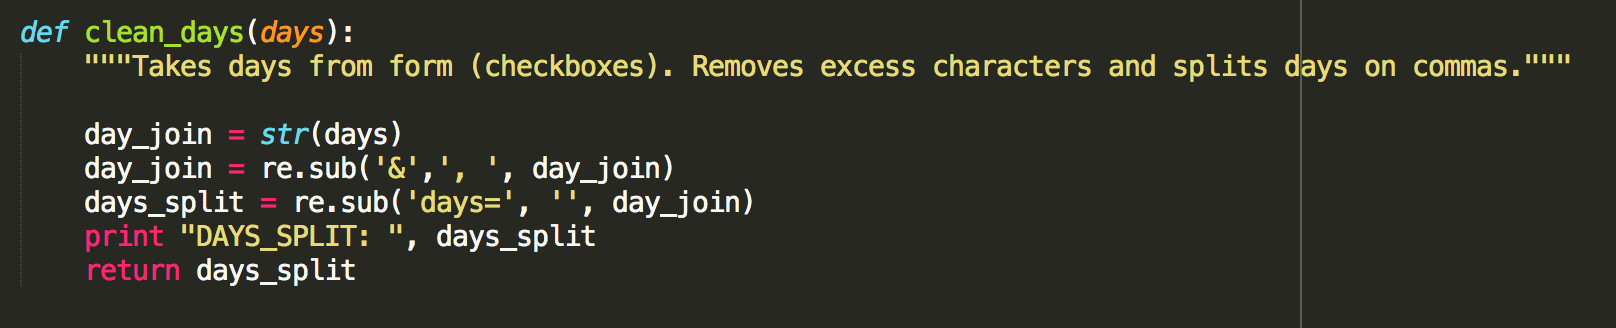 def clean_days(days):
    """Takes days from form (checkboxes). Removes excess characters and splits days on commas."""
    day_join = str(days)
    day_join = re.sub('&',', ', day_join)
    days_split = re.sub('days=', '', day_join)
    print "DAYS_SPLIT: ", days_split
    return days_split